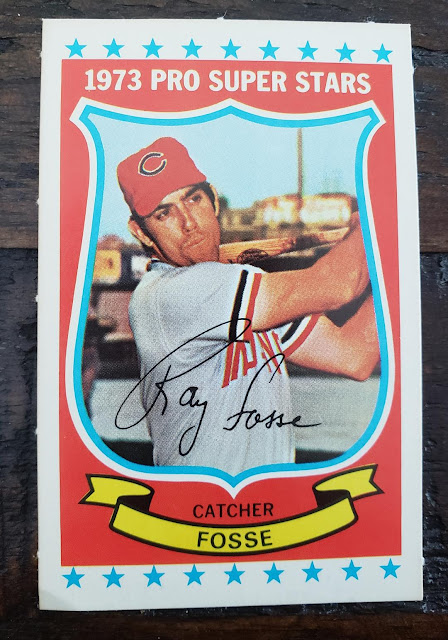 1973 PRO SUPER STARS
C
Ray Fosse
CATCHER
FOSSE